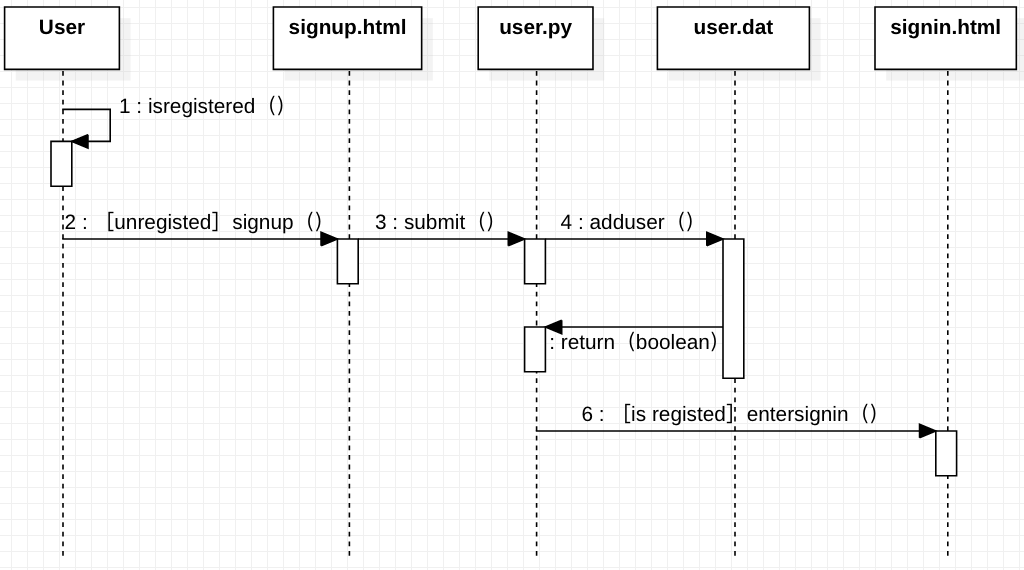 User
signup.html
user.py
user.dat
signin.html
1 : isregistered（）
2 : ［unregisted］signup（）
3 : submit（）
4 : adduser（）
: return（boolean）
6 : ［is registed］entersignin（）